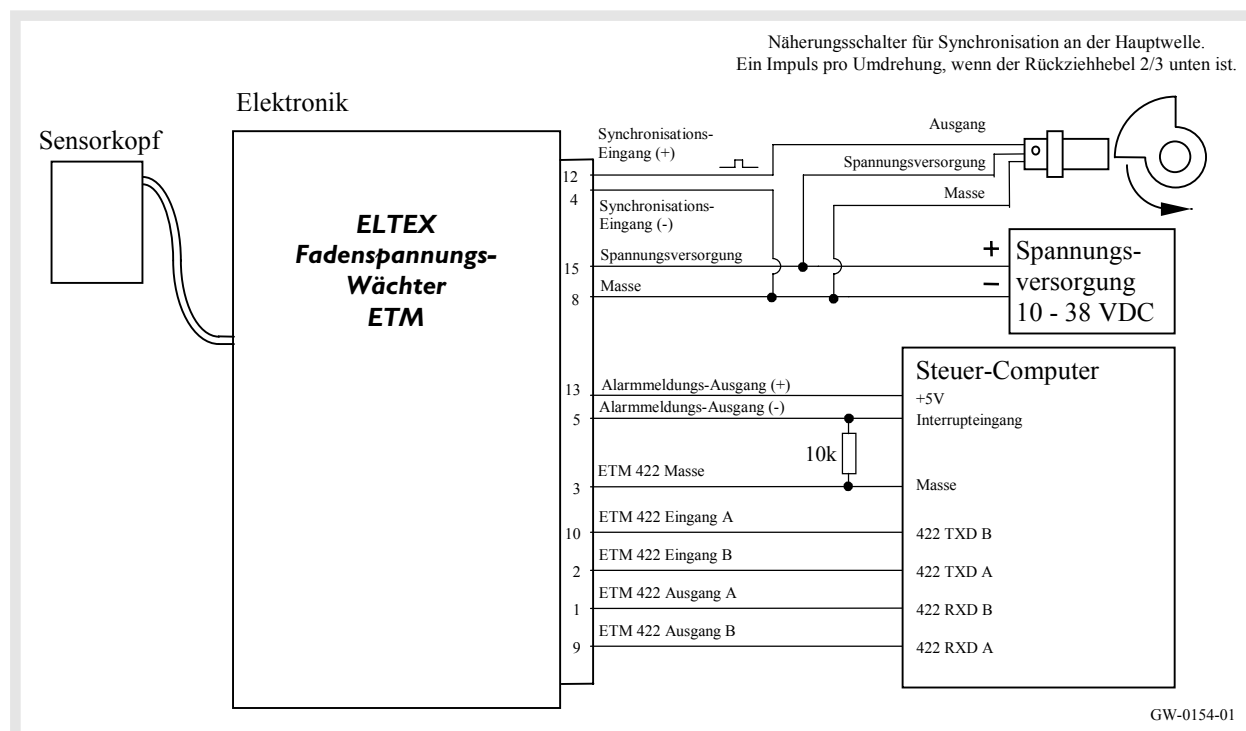 Näherungsschalter für Synchronisation an der Hauptwelle.
Ein Impuls pro Umdrehung, wenn der Rückziehhebel 2/3 unten ist.
Elektronik
Sensorkopf
ELTEX
Fadenspannungs-
Wächter
ETM
Synchronisations-
Eingang (+)
12
4
Synchronisations-
Eingang (-)
Ausgang
Spannungsversorgung
Masse
15
Spannungsversorgung
8
Masse
+
−
Spannungs-
versorgung
10 - 38 VDC
13
Alarmmeldungs-Ausgang (+)
5
Alarmmeldungs-Ausgang (-)
10k
3
ETM 422 Masse
10
ETM 422 Eingang A
2
ETM 422 Eingang B
1
ETM 422 Ausgang A
9
ETM 422 Ausgang B
Steuer-Computer
+5V
Interrupteingang
Masse
422 TXD B
422 TXD A
422 RXD B
422 RXD A
GW-0154-01